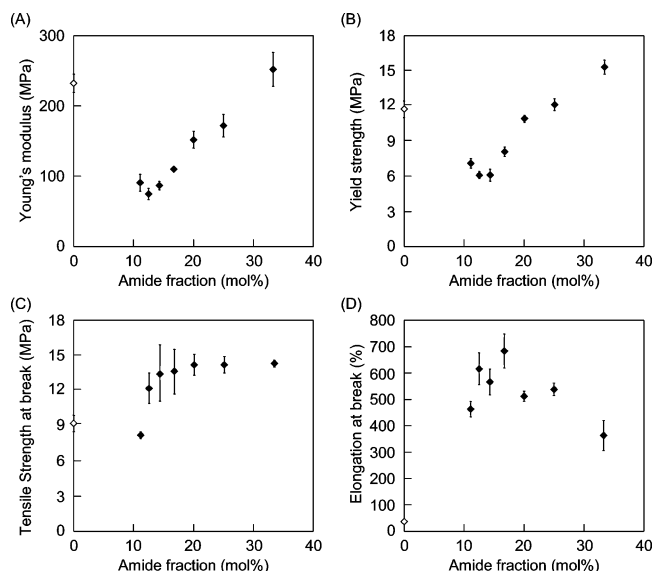 (A)
Young's modulus (MPa)
300
200
100
0
0 10 20 30 40
Amide fraction (mol%)
(B)
Yield strength (MPa)
18
15
12
9
6
3
0
0 10 20 30 40
Amide fraction (mol%)
(C)
Tensile Strength at break (MPa)
18
15
12
9
6
3
0
0 10 20 30 40
Amide fraction (mol%)
(D)
Elongation at break (%)
800
700
600
500
400
300
200
100
0
0 10 20 30 40
Amide fraction (mol%)